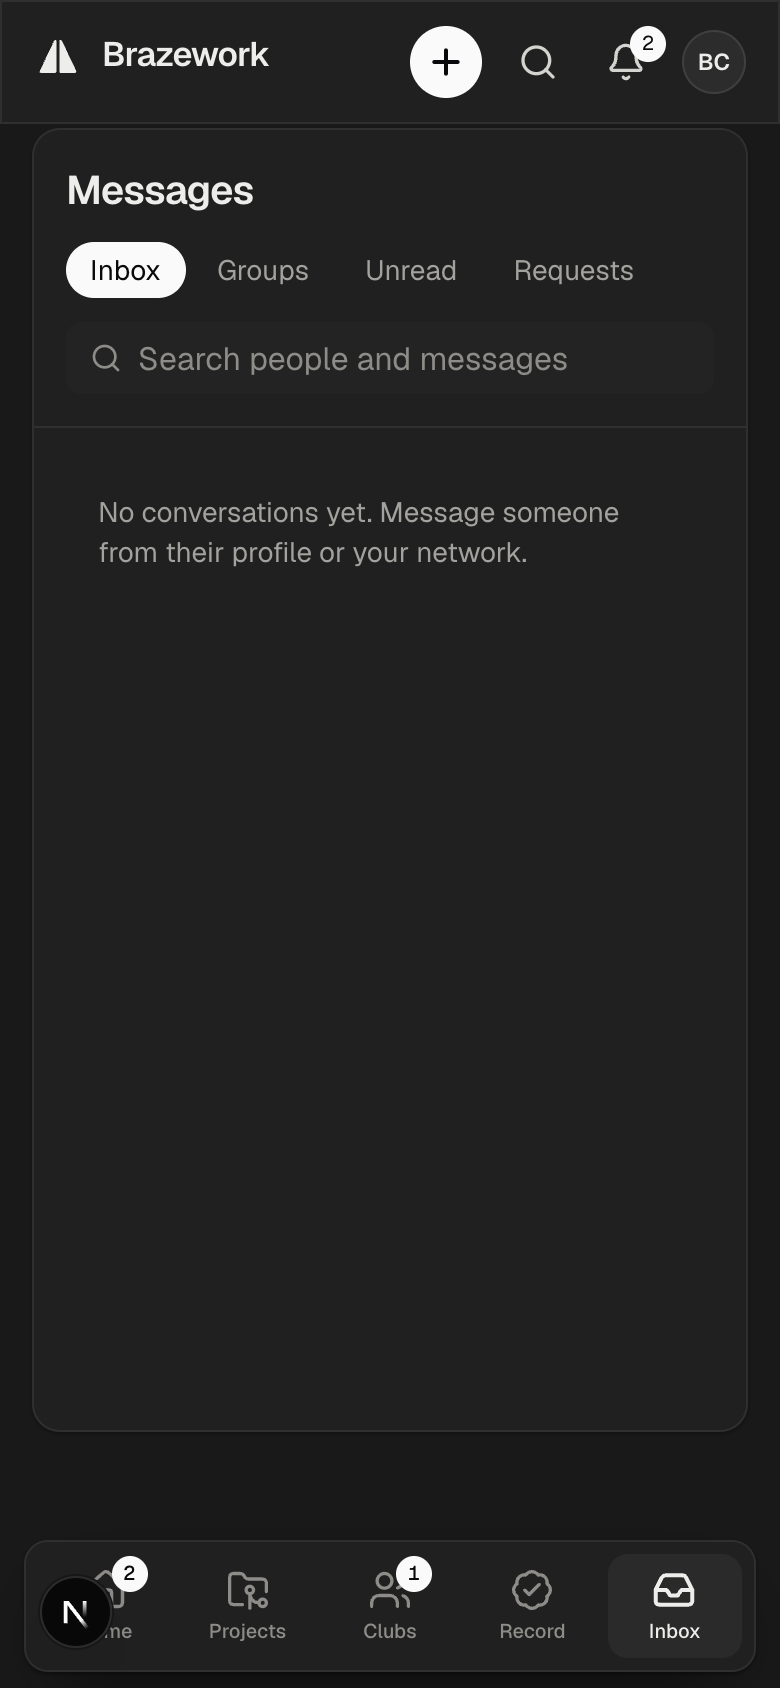 Brazework
2
BC
Messages
Inbox
Groups
Unread
Requests
Search people and messages
No conversations yet. Message someone
from their profile or your network.
2
1
N
me
Projects
Clubs
Record
Inbox